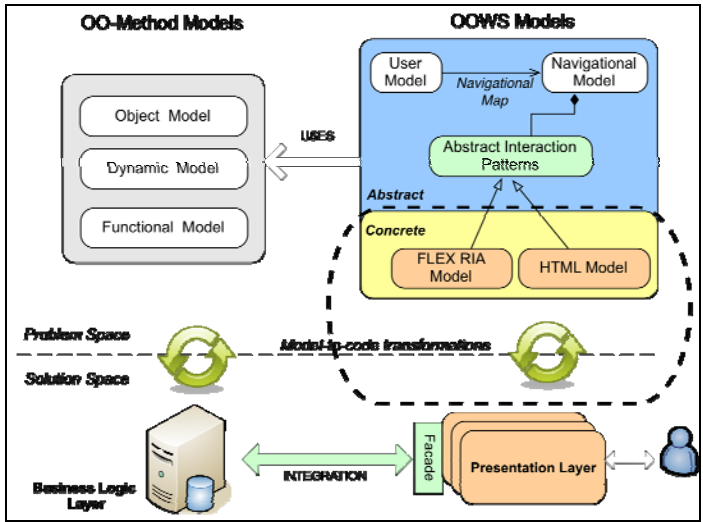 OO-Method Models
OOWS Models
Object Model
Dynamic Model
Functional Model
USES
User
Model
Navigational
Map
Navigational
Model
Abstract Interaction
Patterns
Abstract
Concrete
FLEX RIA
Model
HTML Model
Problem Space
Model-to-code transformations
Solution Space
Business Logic
Layer
INTEGRATION
Facade
Presentation Layer